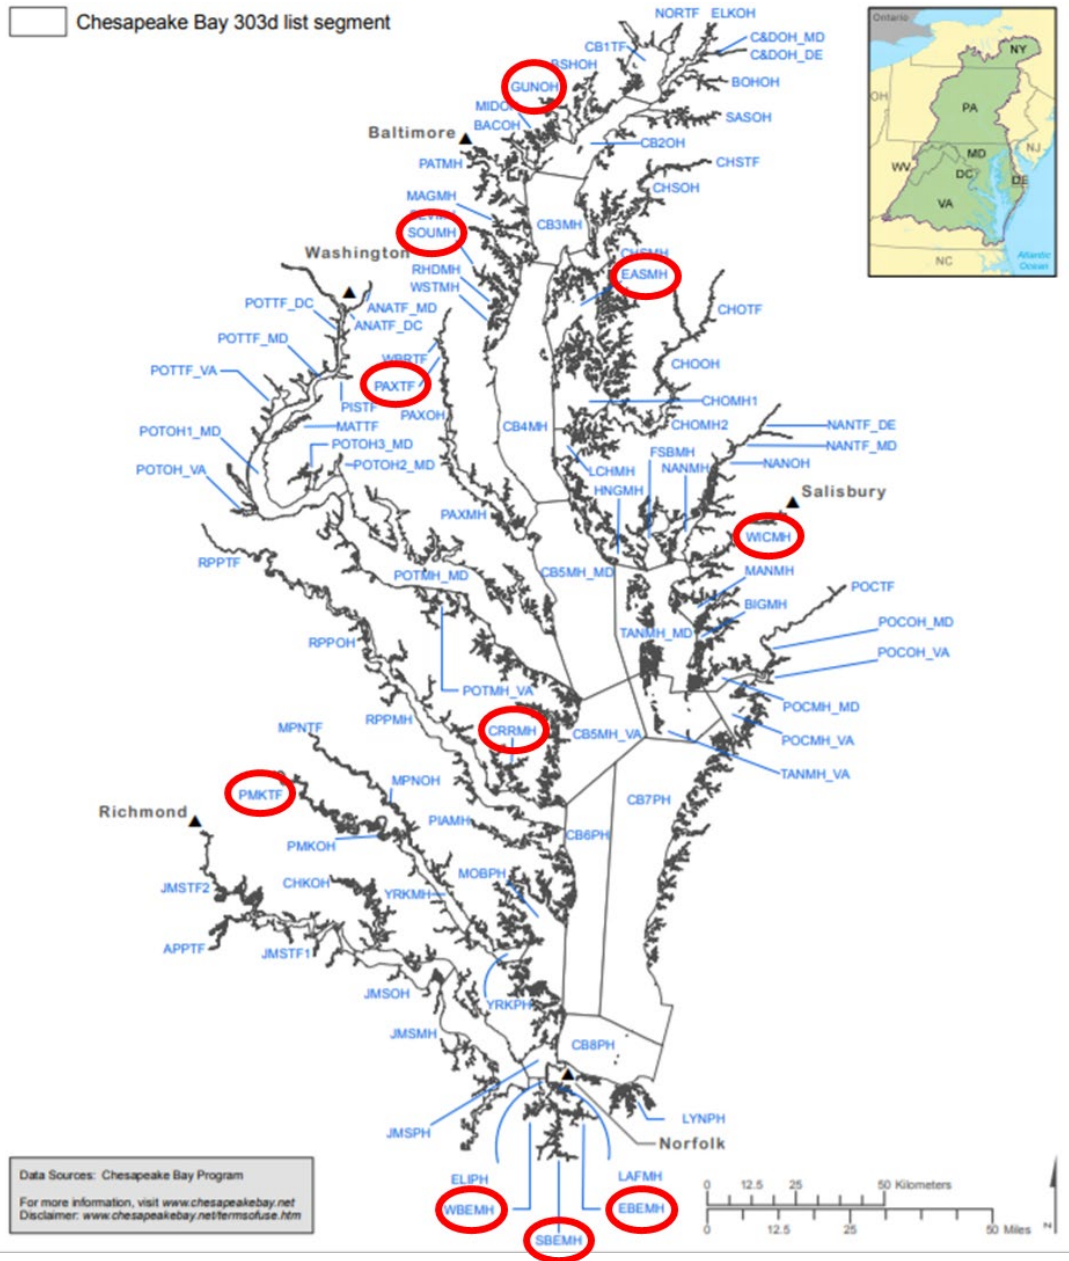 Chesapeake Bay 303d list segment
NORTF ELKOH
C&DOH_MD
CB1TF
C&DOH_DE
BSHOH
BOHOH
GUNOH
SASOH
BACOH
Baltimore
CB2OH
PATMH
CHSTF
CHSOH
MAGMH
CB3MH
SOUMH
Washington
CHSMH
EASMH
RHDMH
WSTMH
POTTF_DC
ANATF_MD
ANATF_DC
CHOTF
POTTF_MD
WBRTF
POTTF_VA
PAXTF
CHOOH
PISTF
PAXOH
CHOMH1
MATTF
CB4MH
CHOMH2
NANTF_DE
POTOH1_MD
POTOH3_MD
NANTF_MD
FSBMH
POTOH_VA
POTOH2_MD
LCHMH
NANMH
NANOH
HNGMH
Salisbury
PAXMH
WICMH
RPPTF
POTMH_MD
CB5MH_MD
MANMH
POCTF
BIGMH
POCOH_MD
TANMH_MD
RPPOH
POCOH_VA
POTMH_VA
POCMH_MD
RPPMH
MPNTF
CRRMH
CB5MH_VA
POCMH_VA
TANMH_VA
MPNOH
PMKTF
CB7PH
Richmond
PIAMH
CB6PH
PMKOH
MOBPH
JMSTF2
CHKOH
YRKMH
APPTF
JMSTF1
JMSOH
YRKPH
JMSMH
CB8PH
JMSPH
LYNPH
Norfolk
ELIPH
LAFMH
WBEMH
EBEMH
SBEMH
Ontario
NY
OH
PA
NJ
MD
WV
DC
DE
VA
NC
Atlantic
Ocean
Data Sources: Chesapeake Bay Program
For more information, visit www.chesapeakebay.net
Disclaimer: www.chesapeakebay.net/termsofuse.htm
0 12.5 25 50 Kilometers
0 12.5 25 50 Miles
N